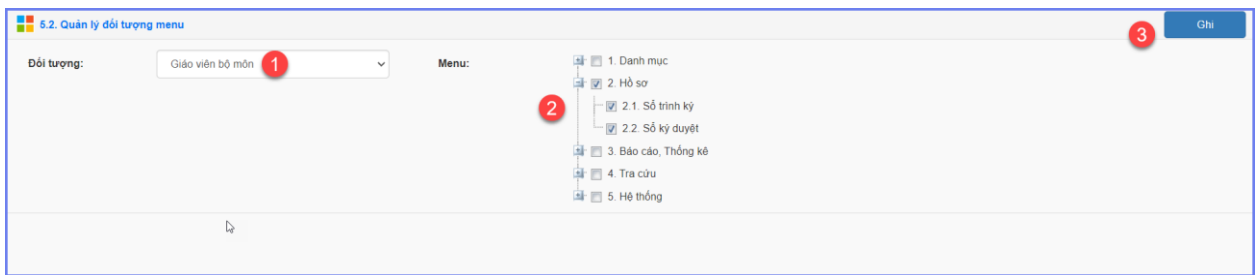 5.2. Quản lý đối tượng menu
3
Ghi
Đối tượng:
Giáo viên bộ môn
1
Menu:
1. Danh mục
2. Hồ sơ
2
2.1. Sổ trình ký
2.2. Sổ ký duyệt
3. Báo cáo, Thống kê
4. Tra cứu
5. Hệ thống